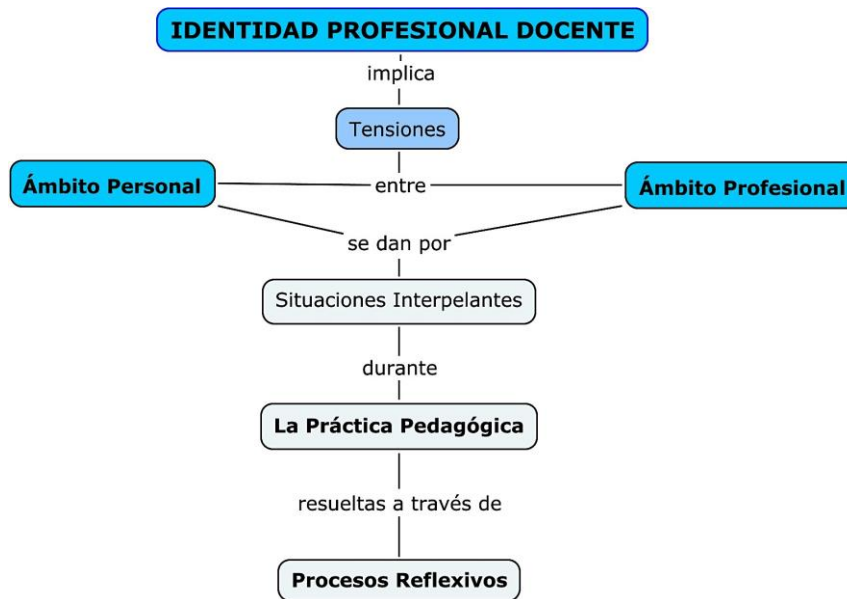 IDENTIDAD PROFESIONAL DOCENTE
implica
Tensiones
Ámbito Personal
entre
Ámbito Profesional
se dan por
Situaciones Interpelantes
durante
La Práctica Pedagógica
resueltas a través de
Procesos Reflexivos